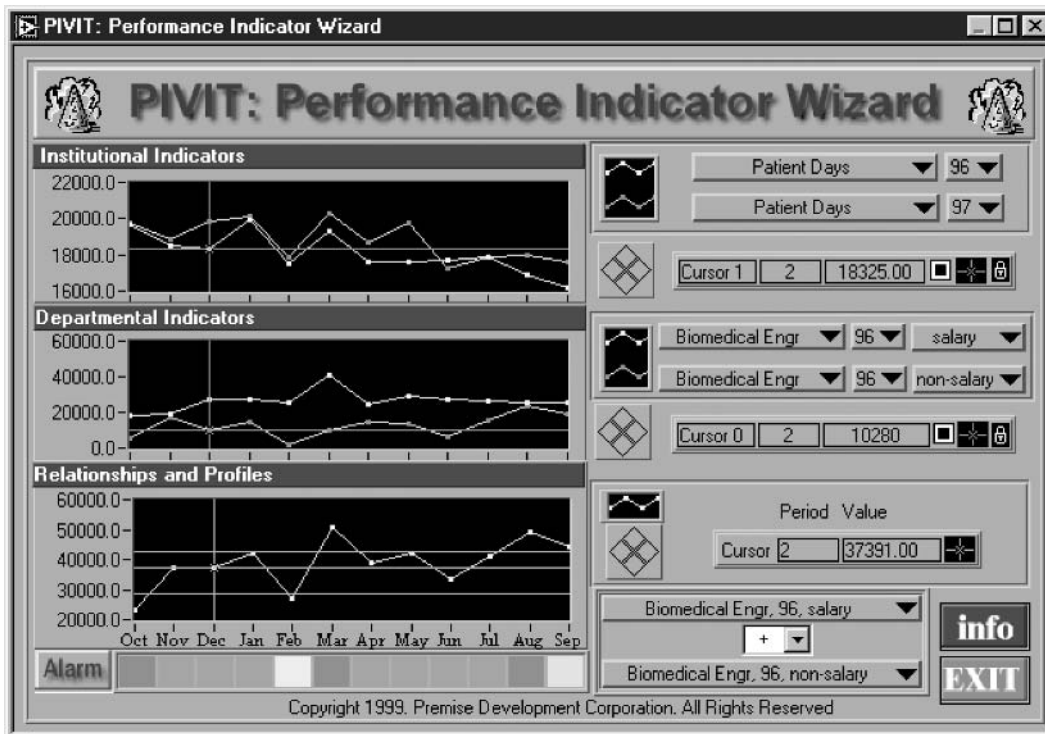 PIVIT: Performance Indicator Wizard
PIVIT: Performance Indicator Wizard
Institutional Indicators
22000.0
20000.0
18000.0
16000.0
Patient Days 96
Patient Days 97
Cursor 1 2 18325.00
Departmental Indicators
60000.0
40000.0
20000.0
0.0
Biomedical Engr 96 salary
Biomedical Engr 96 non-salary
Cursor 0 2 10280
Relationships and Profiles
60000.0
50000.0
40000.0
30000.0
20000.0
Oct Nov Dec Jan Feb Mar Apr May Jun Jul Aug Sep
Period Value
Cursor 2 37391.00
Biomedical Engr, 96, salary
+
Biomedical Engr, 96, non-salary
info
EXIT
Alarm
Copyright 1999. Premise Development Corporation. All Rights Reserved